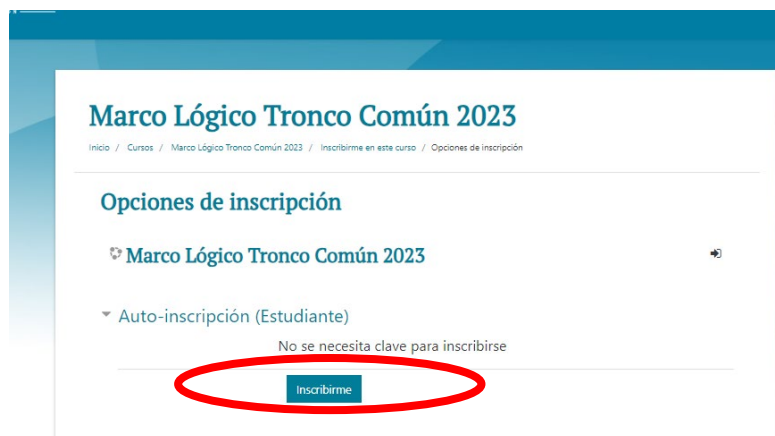 Marco Lógico Tronco Común 2023
Inicio / Cursos / Marco Lógico Tronco Común 2023 / Inscribirme en este curso / Opciones de inscripción
Opciones de inscripción
Marco Lógico Tronco Común 2023
Auto-inscripción (Estudiante)
No se necesita clave para inscribirse
Inscribirme